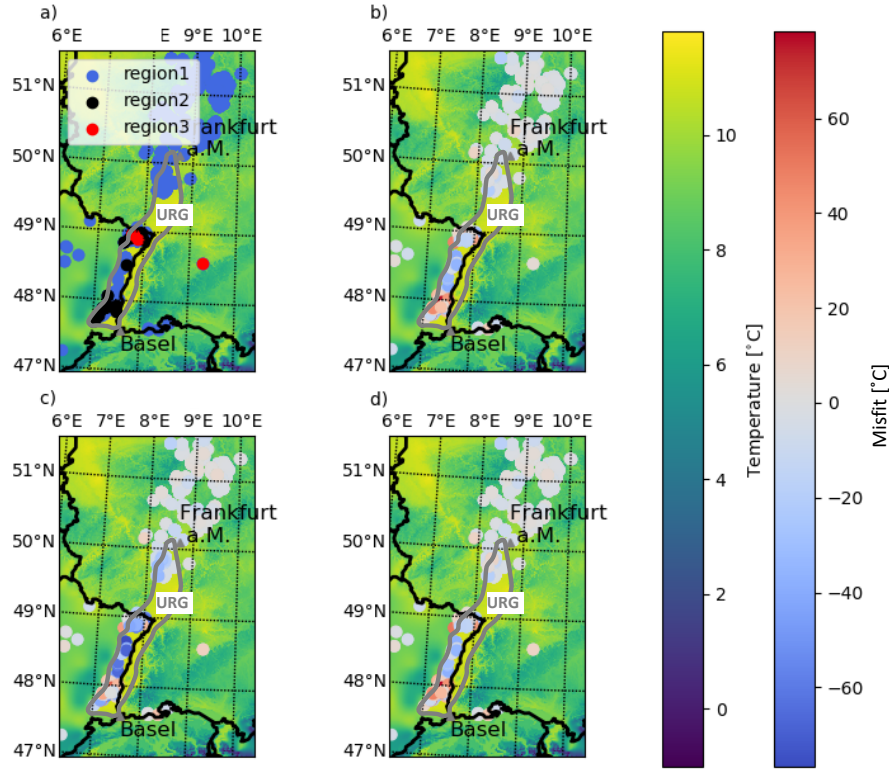 a)
b)
6°E 7°E E 9°E 10°E
6°E 7°E 8°E 9°E 10°E
51°N
50°N
49°N
48°N
47°N
region1
region2
region3
Frankfurt
a.M.
URG
Basel
51°N
50°N
49°N
48°N
47°N
Frankfurt
a.M.
URG
Basel
c)
d)
6°E 7°E 8°E 9°E 10°E
6°E 7°E 8°E 9°E 10°E
51°N
50°N
49°N
48°N
47°N
Frankfurt
a.M.
URG
Basel
51°N
50°N
49°N
48°N
47°N
Frankfurt
a.M.
URG
Basel
10
8
6
4
2
0
Temperature [°C]
60
40
20
0
−20
−40
−60
Misfit [°C]